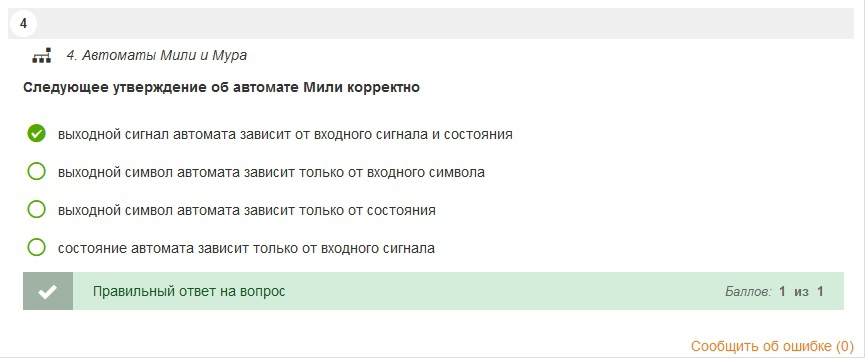 4
4. Автоматы Мили и Мура
Следующее утверждение об автомате Мили корректно
выходной сигнал автомата зависит от входного сигнала и состояния
выходной символ автомата зависит только от входного символа
выходной символ автомата зависит только от состояния
состояние автомата зависит только от входного сигнала
Правильный ответ на вопрос Баллов: 1 из 1
Сообщить об ошибке (0)